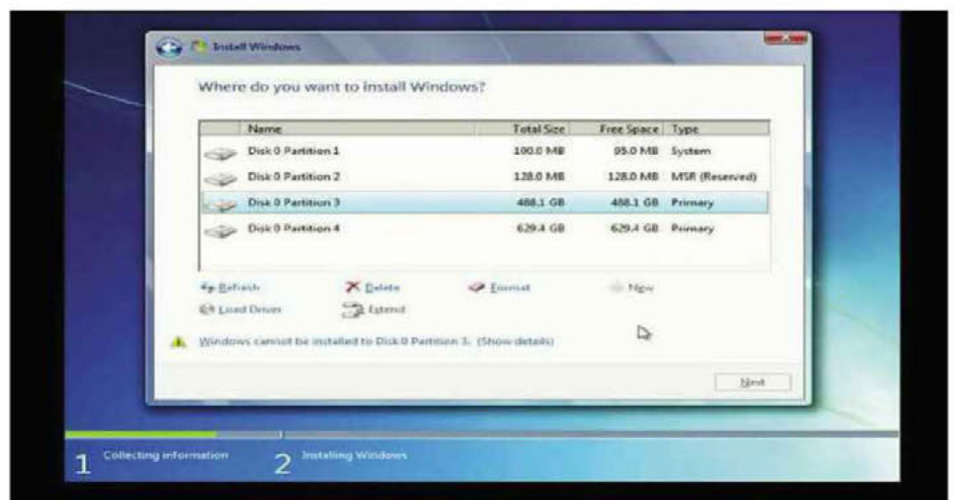 Install Windows
Where do you want to install Windows?
Name Total Size Free Space Type
Disk 0 Partition 1 100.0 MB 95.0 MB System
Disk 0 Partition 2 128.0 MB 128.0 MB MSR (Reserved)
Disk 0 Partition 3 488.1 GB 488.1 GB Primary
Disk 0 Partition 4 629.4 GB 629.4 GB Primary
Refresh Delete Format New
Load Driver Extend
Windows cannot be installed to Disk 0 Partition 3. (Show details)
Next
1 Collecting information 2 Installing Windows